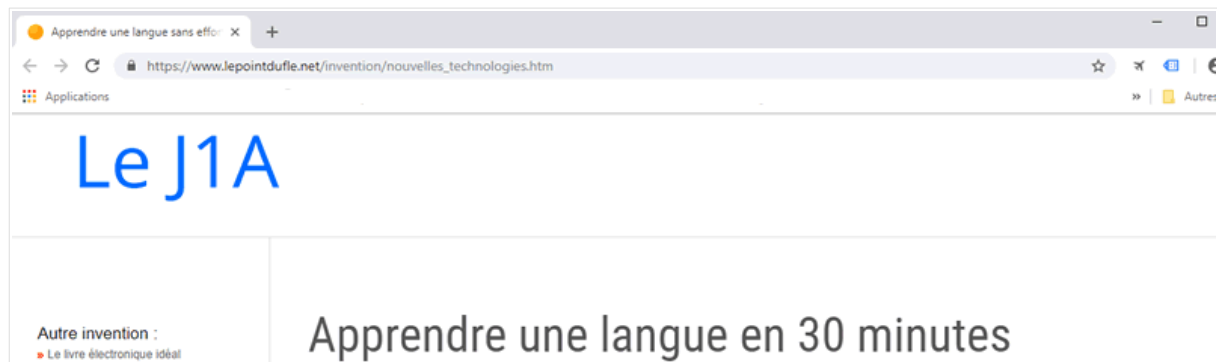 Apprendre une langue sans effor
https://www.lepointdufle.net/invention/nouvelles_technologies.htm
Applications
Autres
Le J1A
Autre invention :
» Le livre électronique idéal
Apprendre une langue en 30 minutes